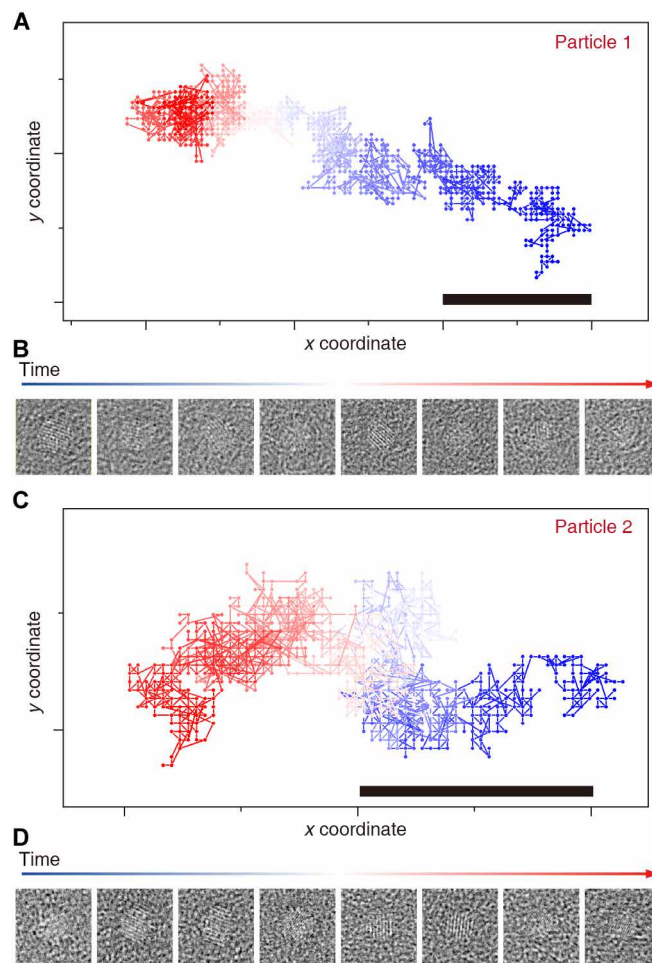 A
Particle 1
y coordinate
x coordinate
B
Time
C
Particle 2
y coordinate
x coordinate
D
Time